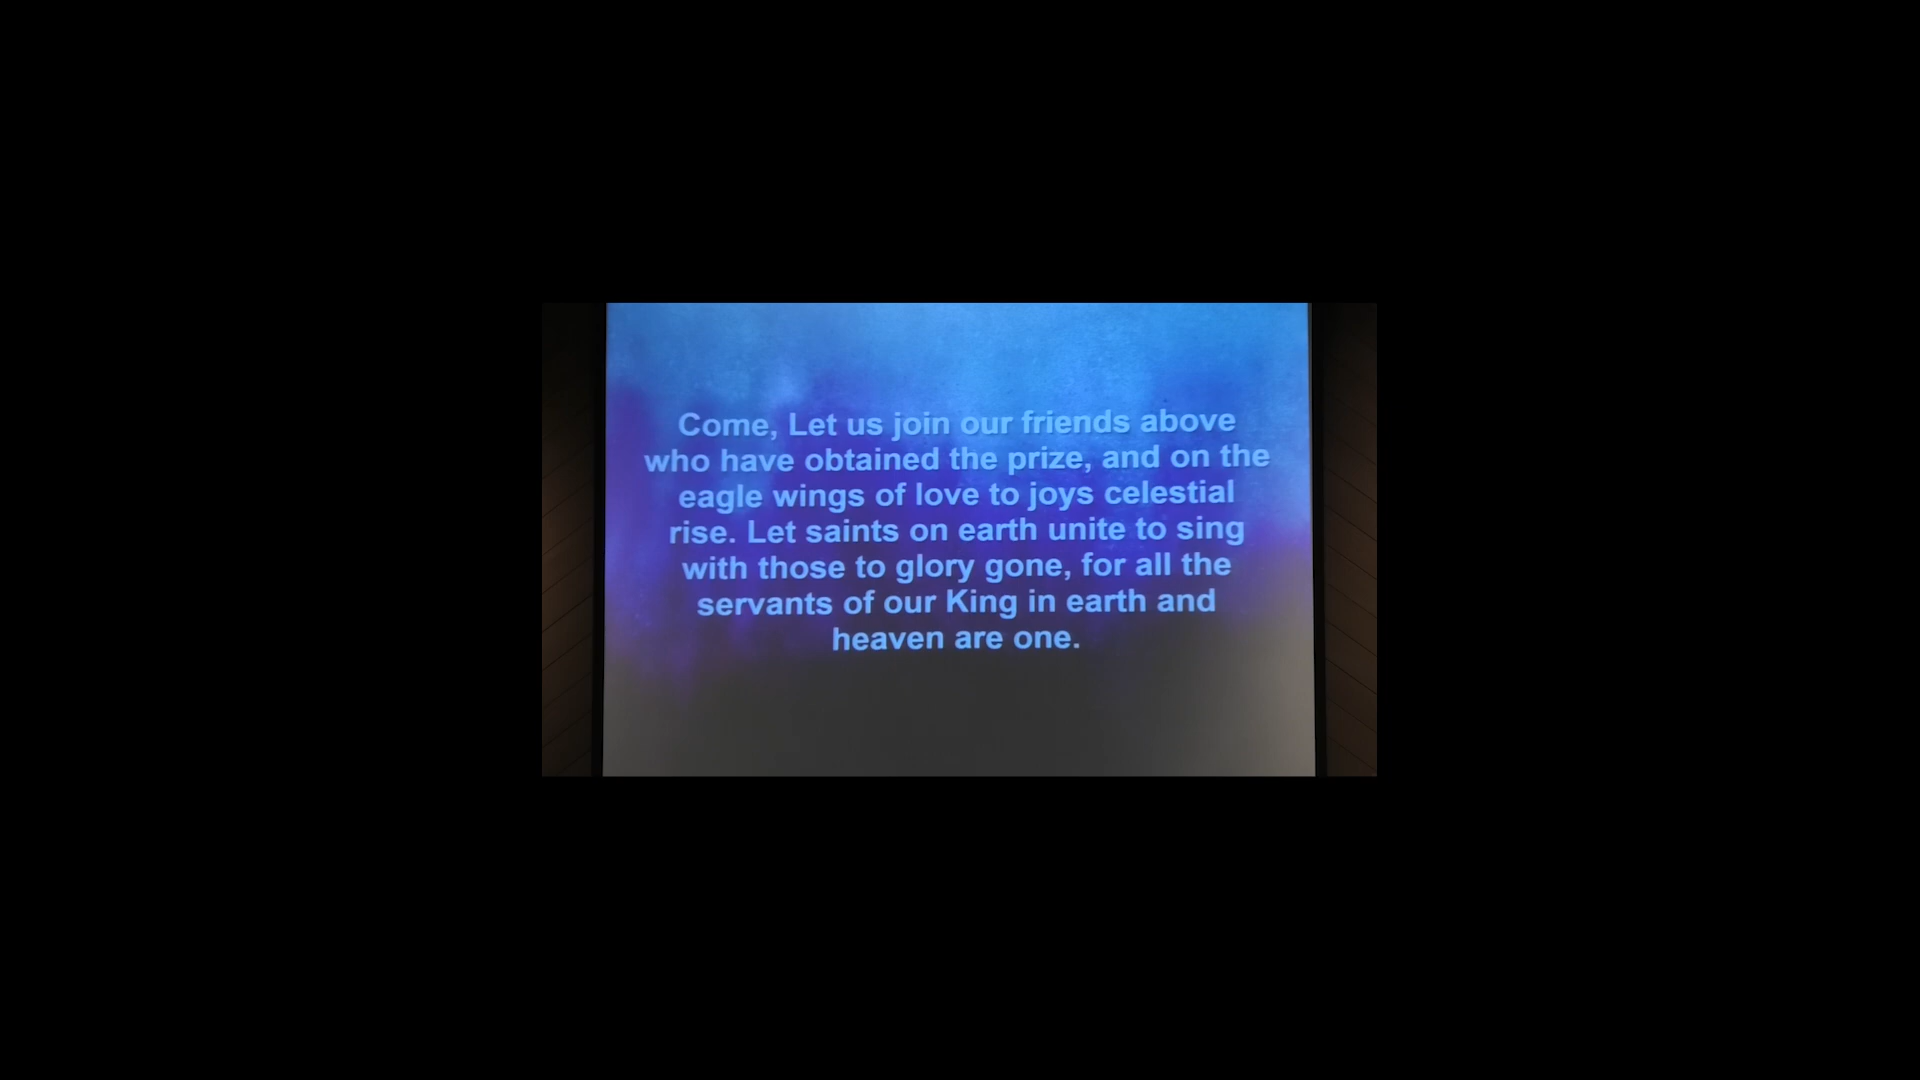 Come, Let us join our friends above
who have obtained the prize, and on the
eagle wings of love to joys celestial
rise. Let saints on earth unite to sing
with those to glory gone, for all the
servants of our King in earth and
heaven are one.